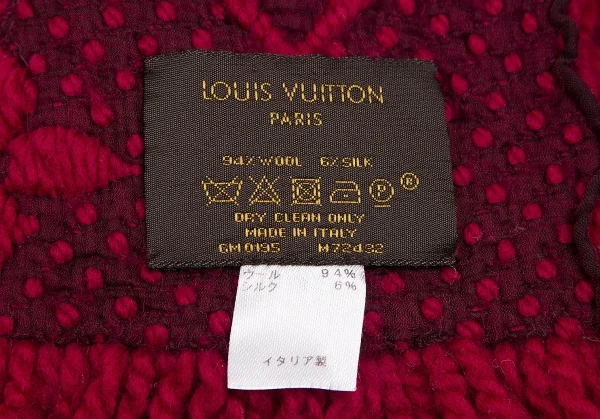 LOUIS VUITTON
PARIS
94% WOOL 6% SILK
P ®
DRY CLEAN ONLY
MADE IN ITALY
GM0195 M72432
ウール 94%
シルク 6%
イタリア製